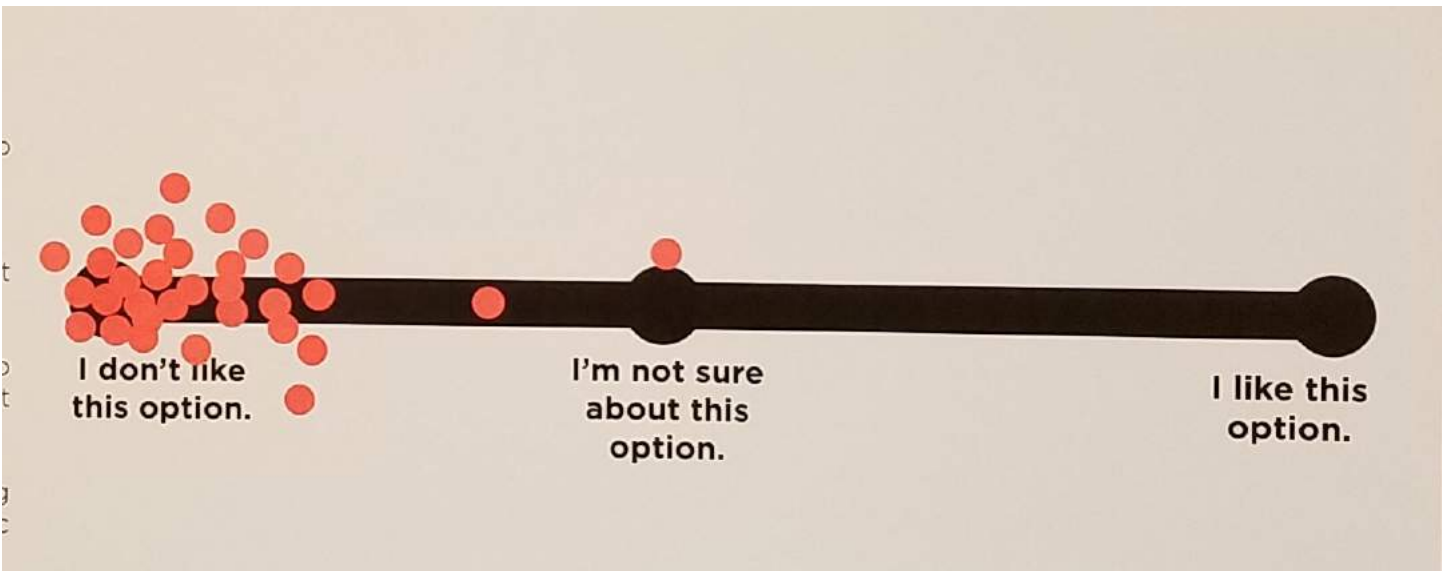 I don't like
this option.
I'm not sure
about this
option.
I like this
option.